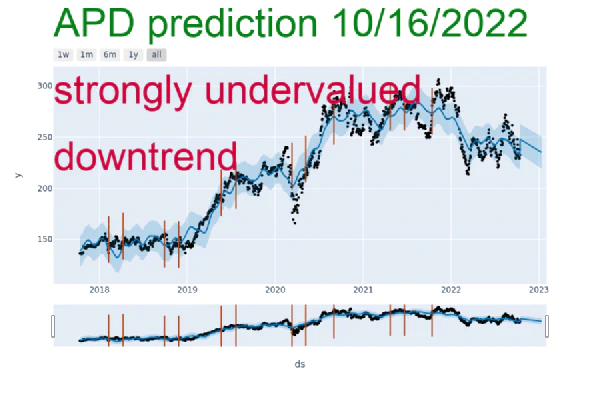 APD prediction 10/16/2022
1w 1m 6m 1y all
strongly undervalued
downtrend
300
250
200
150
y
2018 2019 2020 2021 2022 2023
ds